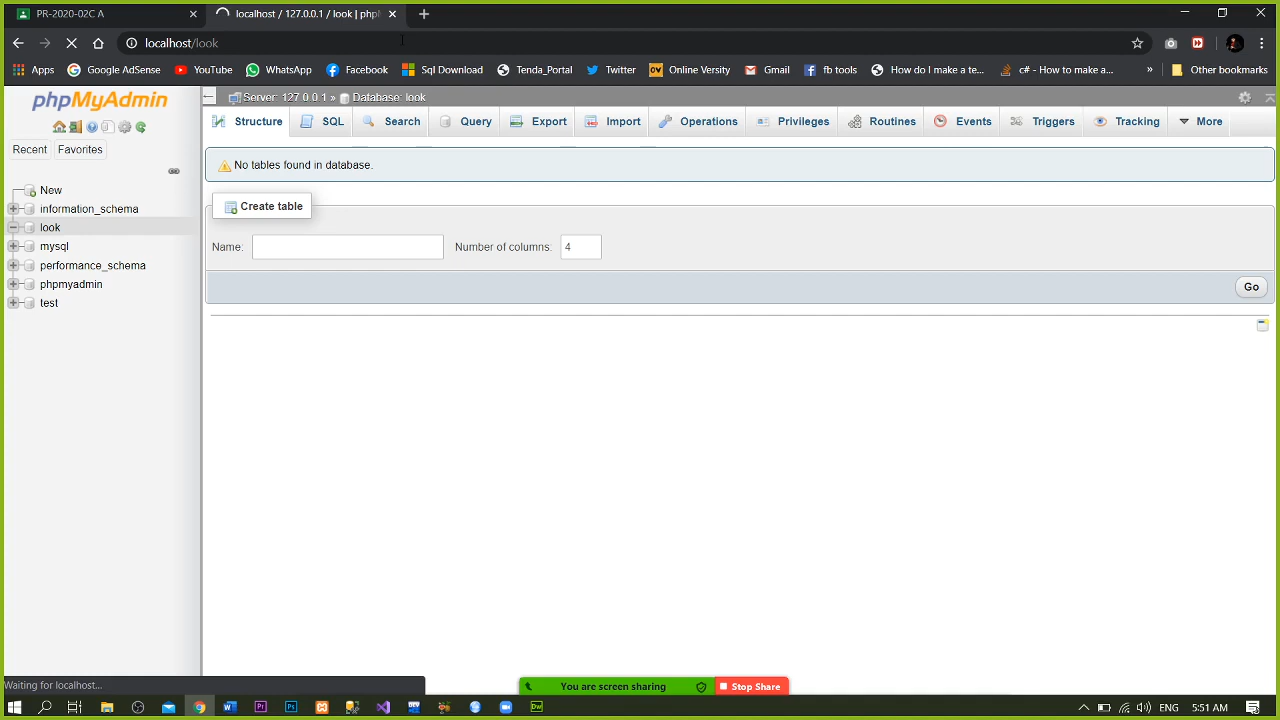 PR-2020-02C A
localhost / 127.0.0.1 / look | phpM
localhost/look
Apps Google AdSense YouTube WhatsApp Facebook Sql Download Tenda_Portal Twitter Online Versity Gmail fb tools How do I make a te... c# - How to make a... » Other bookmarks
phpMyAdmin
Server: 127.0.0.1 » Database: look
Structure SQL Search Query Export Import Operations Privileges Routines Events Triggers Tracking More
Recent Favorites
No tables found in database.
New
information_schema
look
mysql
performance_schema
phpmyadmin
test
Create table
Name: Number of columns: 4
Go
Waiting for localhost...
You are screen sharing Stop Share
ENG 5:51 AM